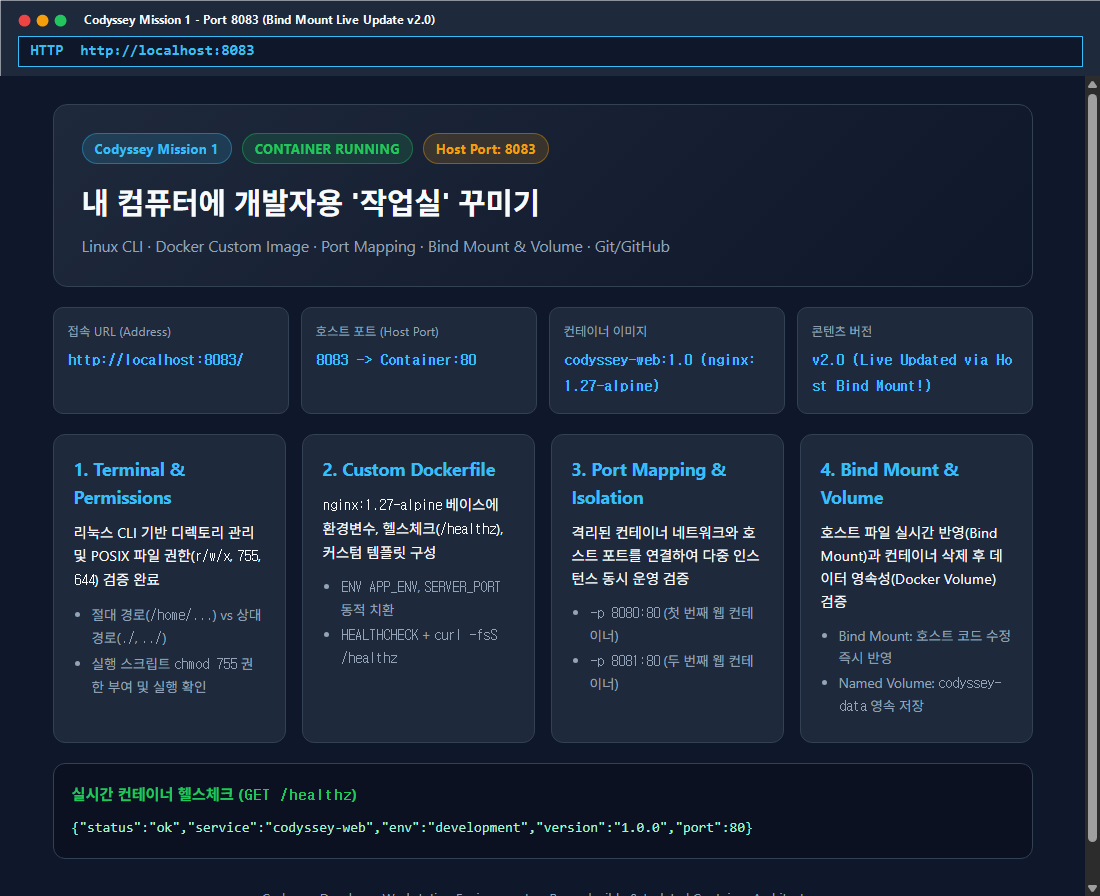 Codyssey Mission 1 - Port 8083 (Bind Mount Live Update v2.0)
HTTP http://localhost:8083
Codyssey Mission 1
CONTAINER RUNNING
Host Port: 8083
내 컴퓨터에 개발자용 '작업실' 꾸미기
Linux CLI · Docker Custom Image · Port Mapping · Bind Mount & Volume · Git/GitHub
접속 URL (Address)
http://localhost:8083/
호스트 포트 (Host Port)
8083 -> Container:80
컨테이너 이미지
codyssey-web:1.0 (nginx:
1.27-alpine)
콘텐츠 버전
v2.0 (Live Updated via Ho
st Bind Mount!)
1. Terminal &
Permissions
리눅스 CLI 기반 디렉토리 관리
및 POSIX 파일 권한(r/w/x, 755,
644) 검증 완료
• 절대 경로(/home/...) vs 상대
경로(./, ../)
• 실행 스크립트 chmod 755 권
한 부여 및 실행 확인
2. Custom Dockerfile
nginx:1.27-alpine 베이스에
환경변수, 헬스체크(/healthz),
커스텀 템플릿 구성
• ENV APP_ENV, SERVER_PORT
동적 치환
• HEALTHCHECK + curl -fsS
/healthz
3. Port Mapping &
Isolation
격리된 컨테이너 네트워크와 호
스트 포트를 연결하여 다중 인스
턴스 동시 운영 검증
• -p 8080:80 (첫 번째 웹 컨테
이너)
• -p 8081:80 (두 번째 웹 컨테
이너)
4. Bind Mount &
Volume
호스트 파일 실시간 반영(Bind
Mount)과 컨테이너 삭제 후 데
이터 영속성(Docker Volume)
검증
• Bind Mount: 호스트 코드 수정
즉시 반영
• Named Volume: codyssey-
data 영속 저장
실시간 컨테이너 헬스체크 (GET /healthz)
{"status":"ok","service":"codyssey-web","env":"development","version":"1.0.0","port":80}